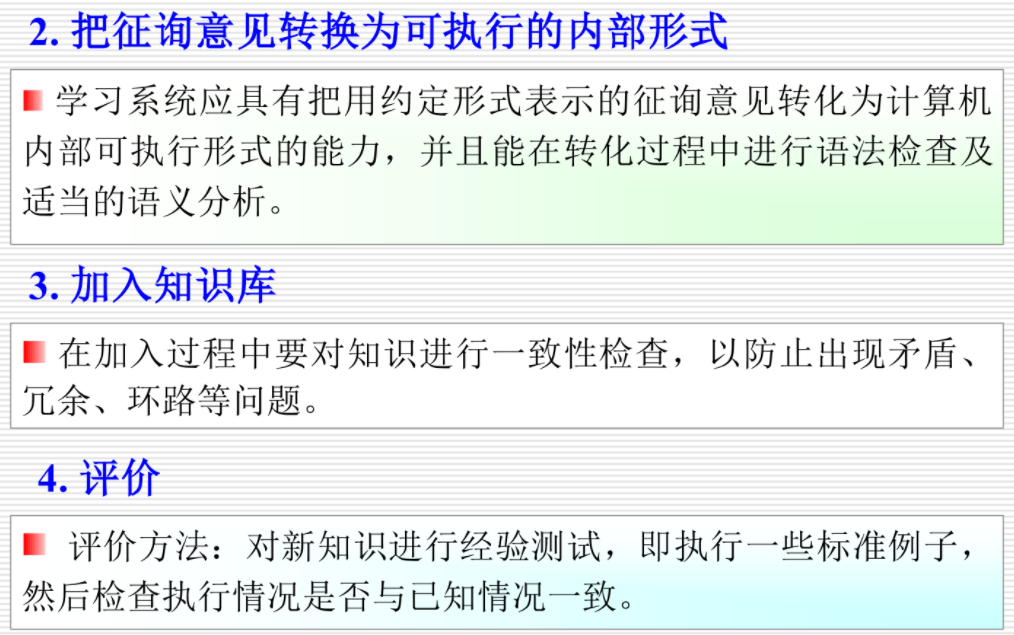 2. 把征询意见转换为可执行的内部形式
学习系统应具有把用约定形式表示的征询意见转化为计算机
内部可执行形式的能力，并且能在转化过程中进行语法检查及
适当的语义分析。
3. 加入知识库
在加入过程中要对知识进行一致性检查，以防止出现矛盾、
冗余、环路等问题。
4. 评价
评价方法：对新知识进行经验测试，即执行一些标准例子，
然后检查执行情况是否与已知情况一致。